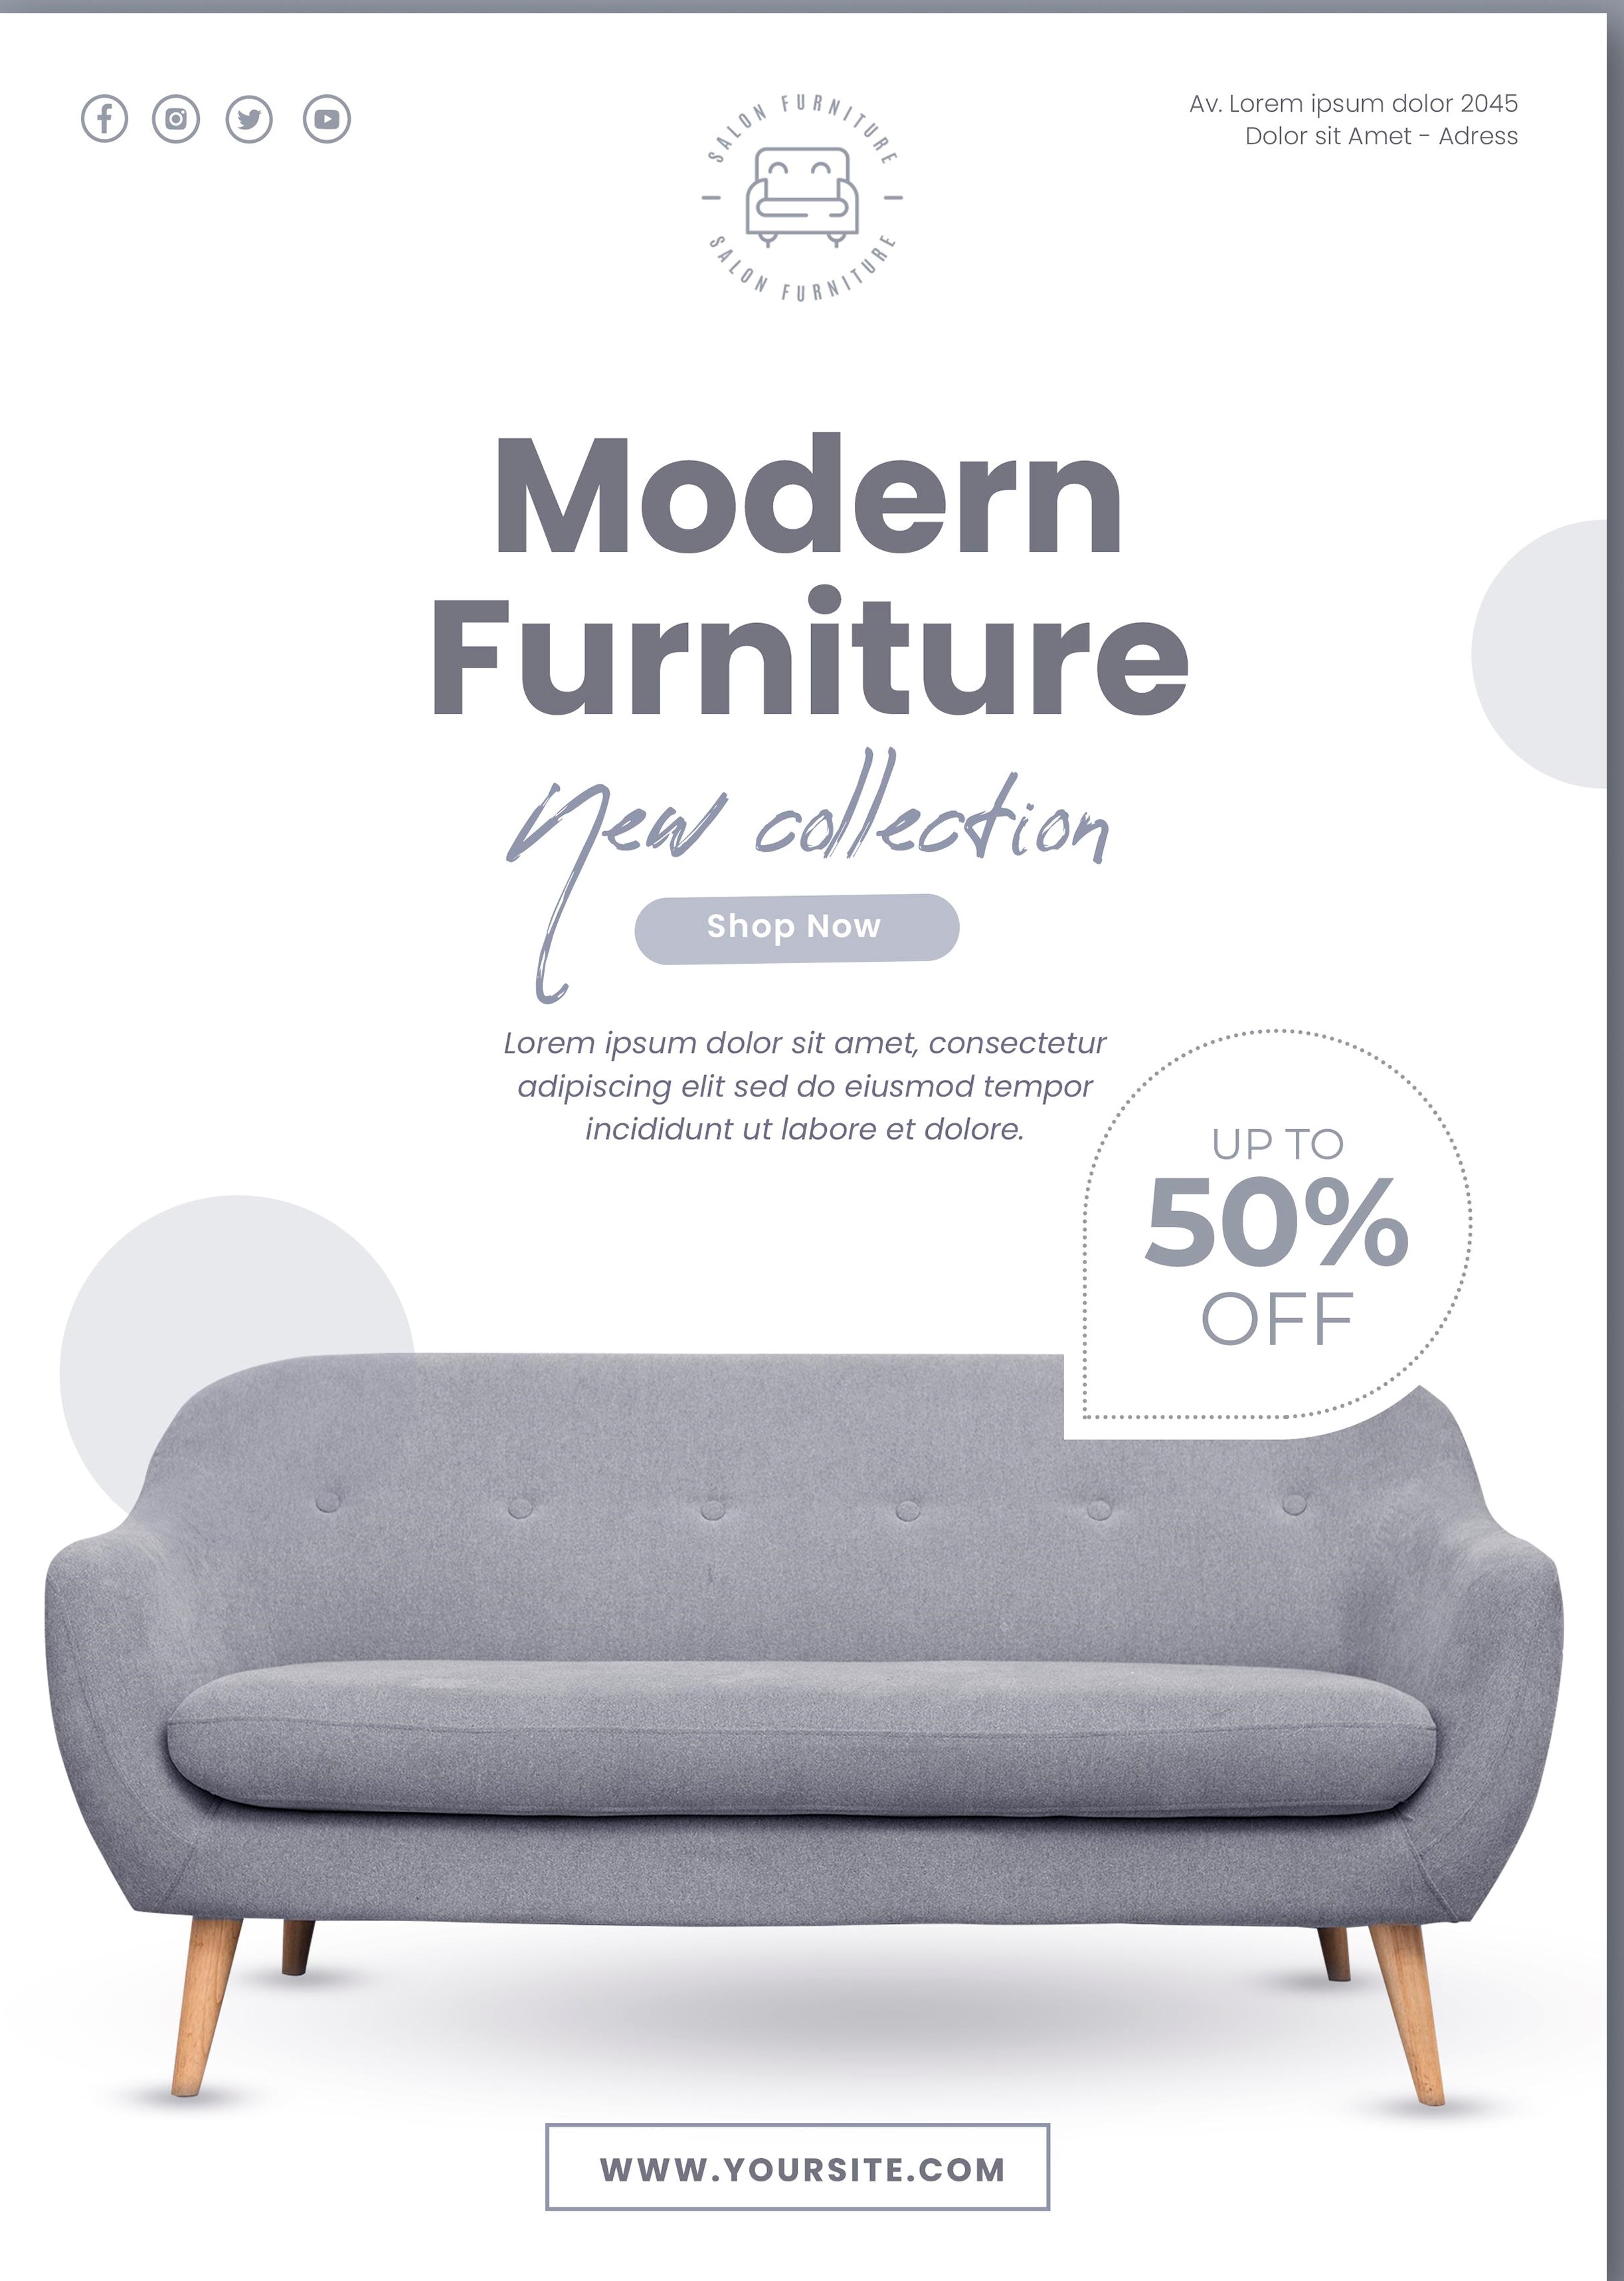 Av. Lorem ipsum dolor 2045
Dolor sit Amet - Adress
SALON FURNITURE
SALON FURNITURE
Modern
Furniture
New collection
Shop Now
Lorem ipsum dolor sit amet, consectetur
adipiscing elit sed do eiusmod tempor
incididunt ut labore et dolore.
UP TO
50%
OFF
WWW.YOURSITE.COM